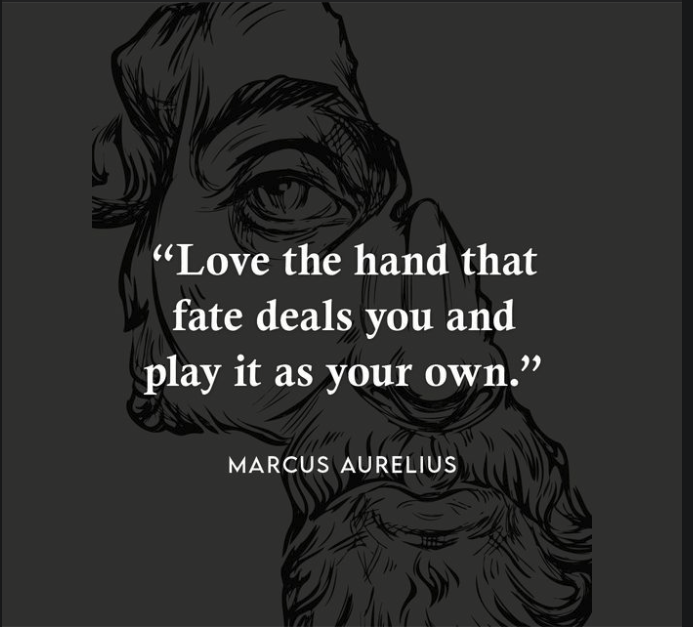 “Love the hand that
fate deals you and
play it as your own.”
MARCUS AURELIUS